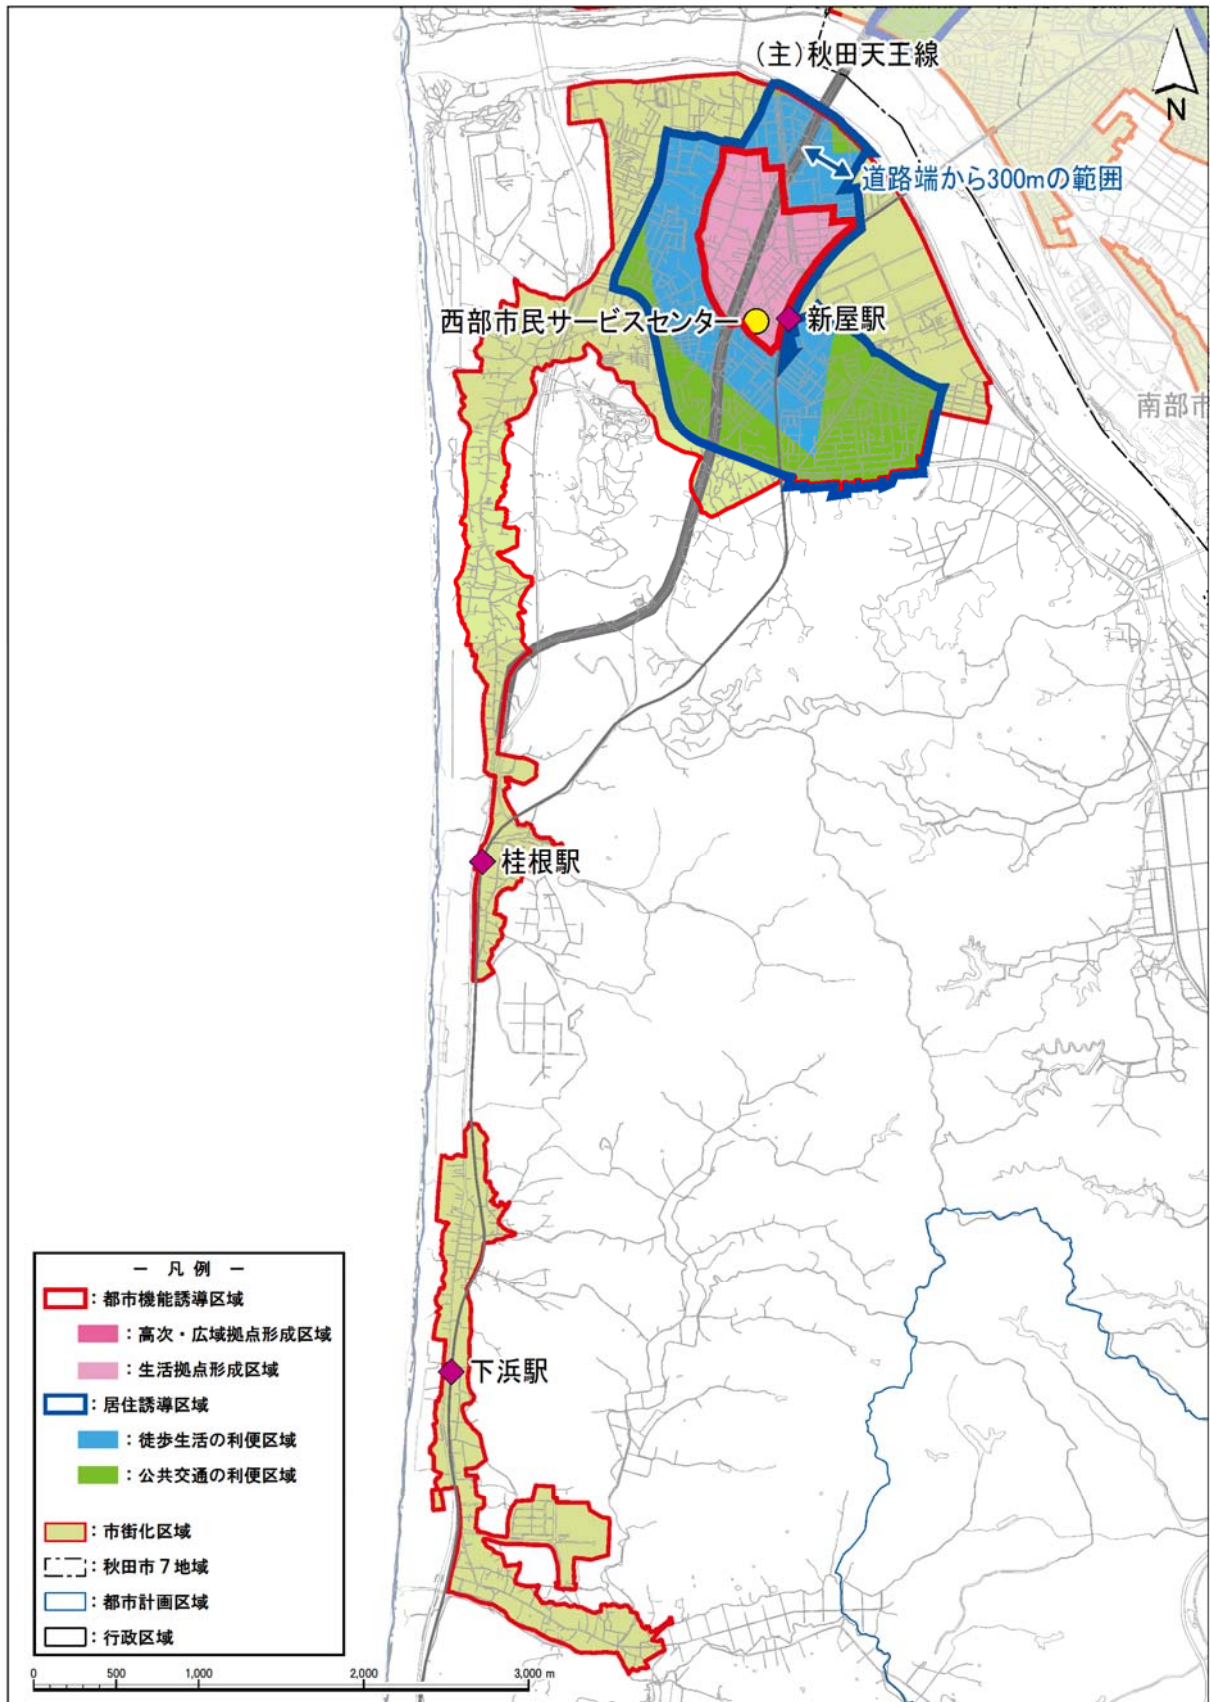 (主)秋田天王線
N
道路端から300mの範囲
西部市民サービスセンター
新屋駅
南部市
桂根駅
下浜駅
― 凡 例 ―
：都市機能誘導区域
：高次・広域拠点形成区域
：生活拠点形成区域
：居住誘導区域
：徒歩生活の利便区域
：公共交通の利便区域
：市街化区域
：秋田市７地域
：都市計画区域
：行政区域
0 500 1,000 2,000 3,000 m